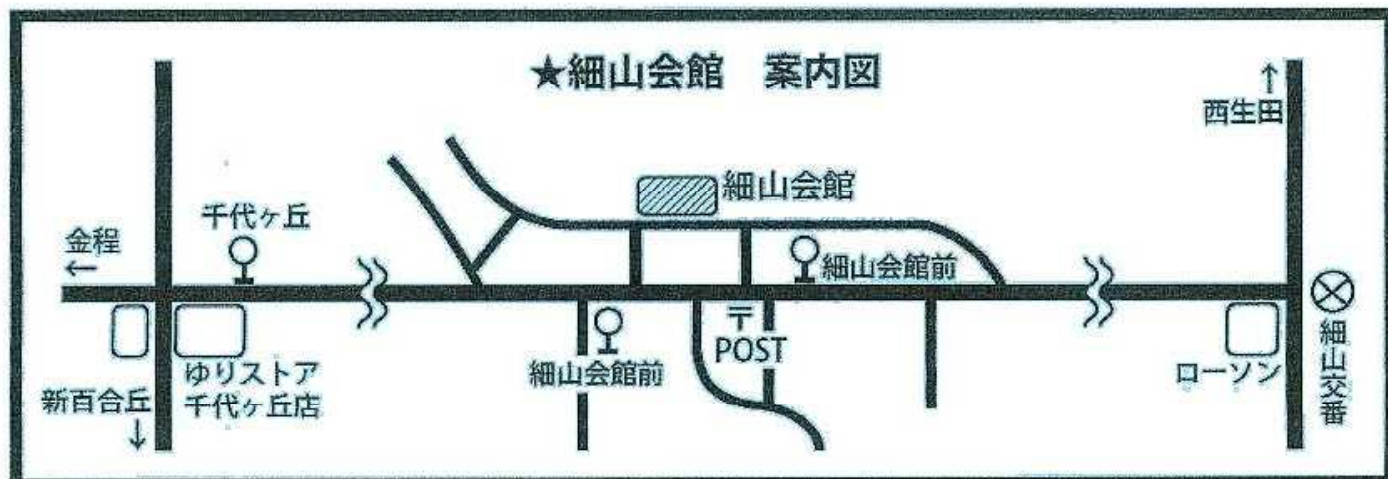 ★細山会館 案内図
↑
西生田
細山会館
千代ヶ丘
金程
←
細山会館前
〒
POST
細山会館前
ゆりストア
千代ヶ丘店
新百合丘
↓
ローソン
細山交番